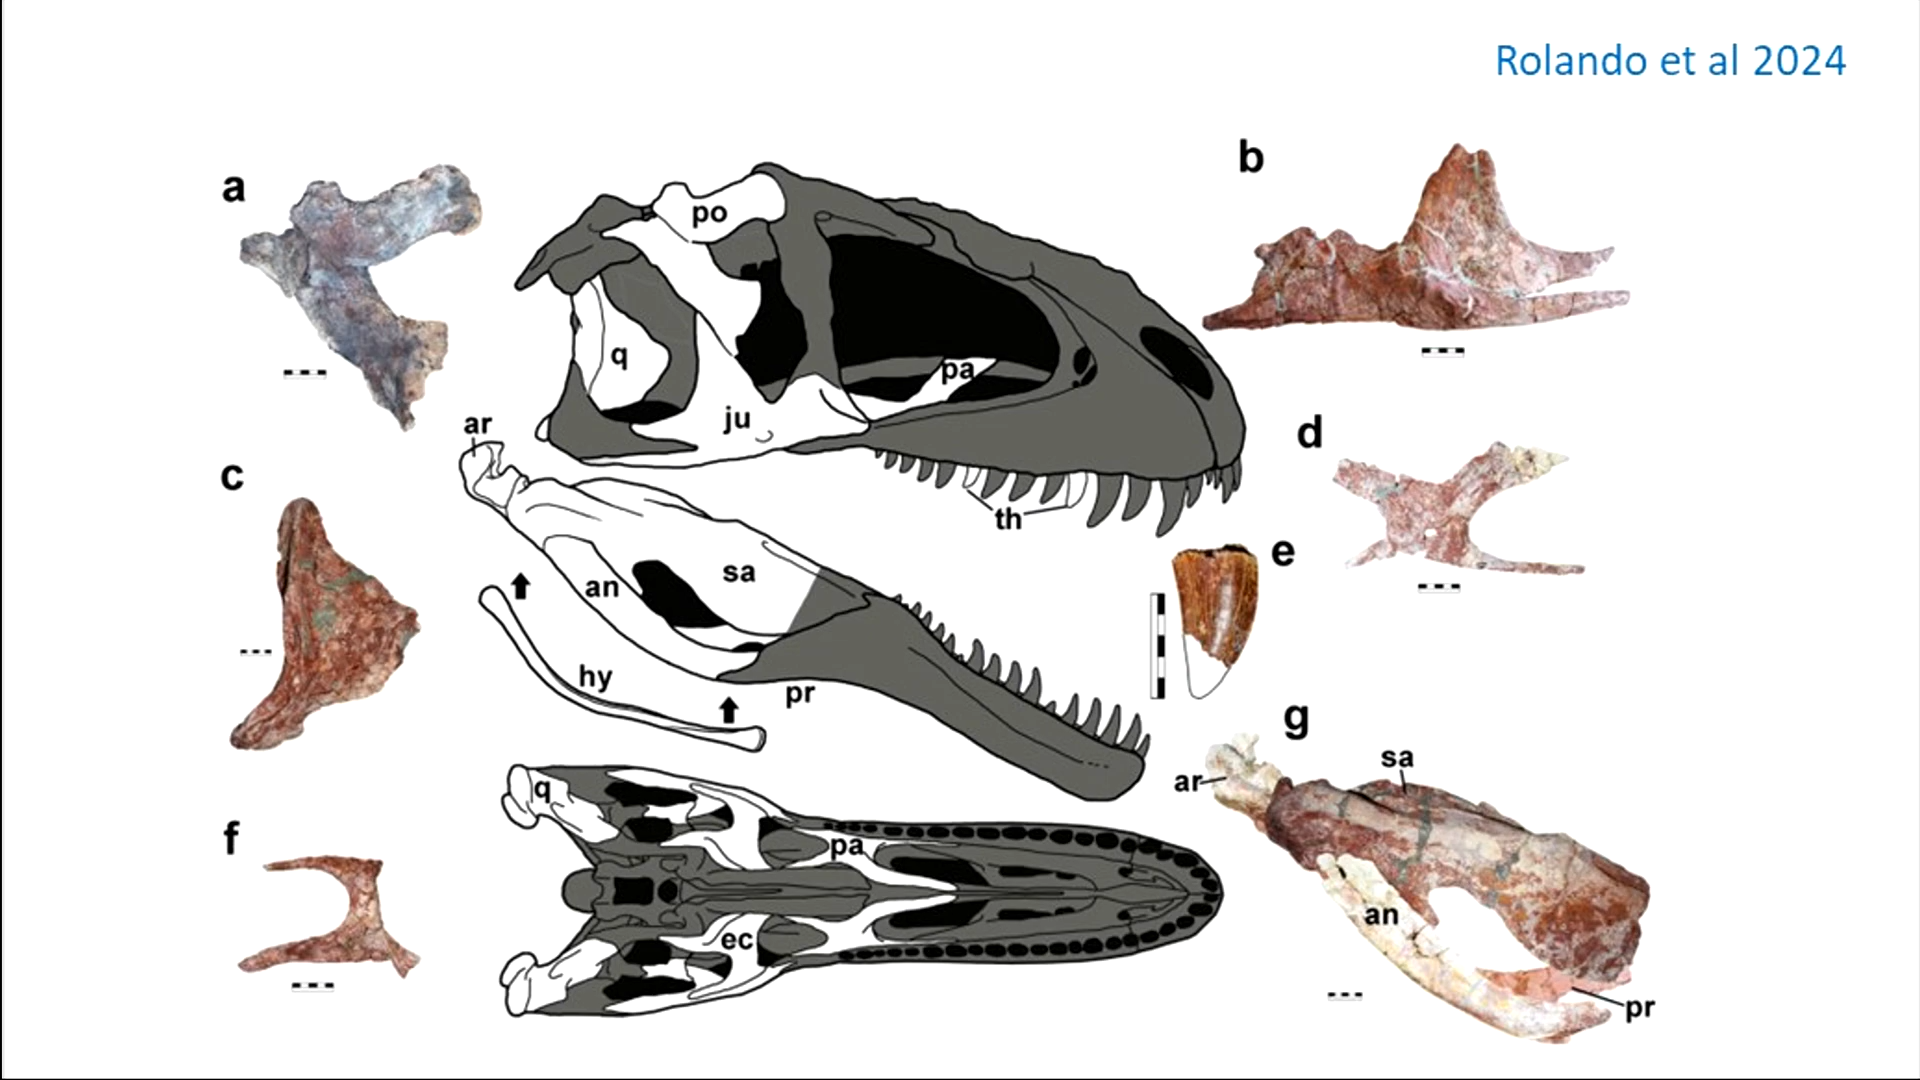 Rolando et al 2024
a
b
po
q
pa
ju
ar
th
c
d
e
an
sa
hy
pr
g
sa
ar
an
pr
f
q
pa
ec